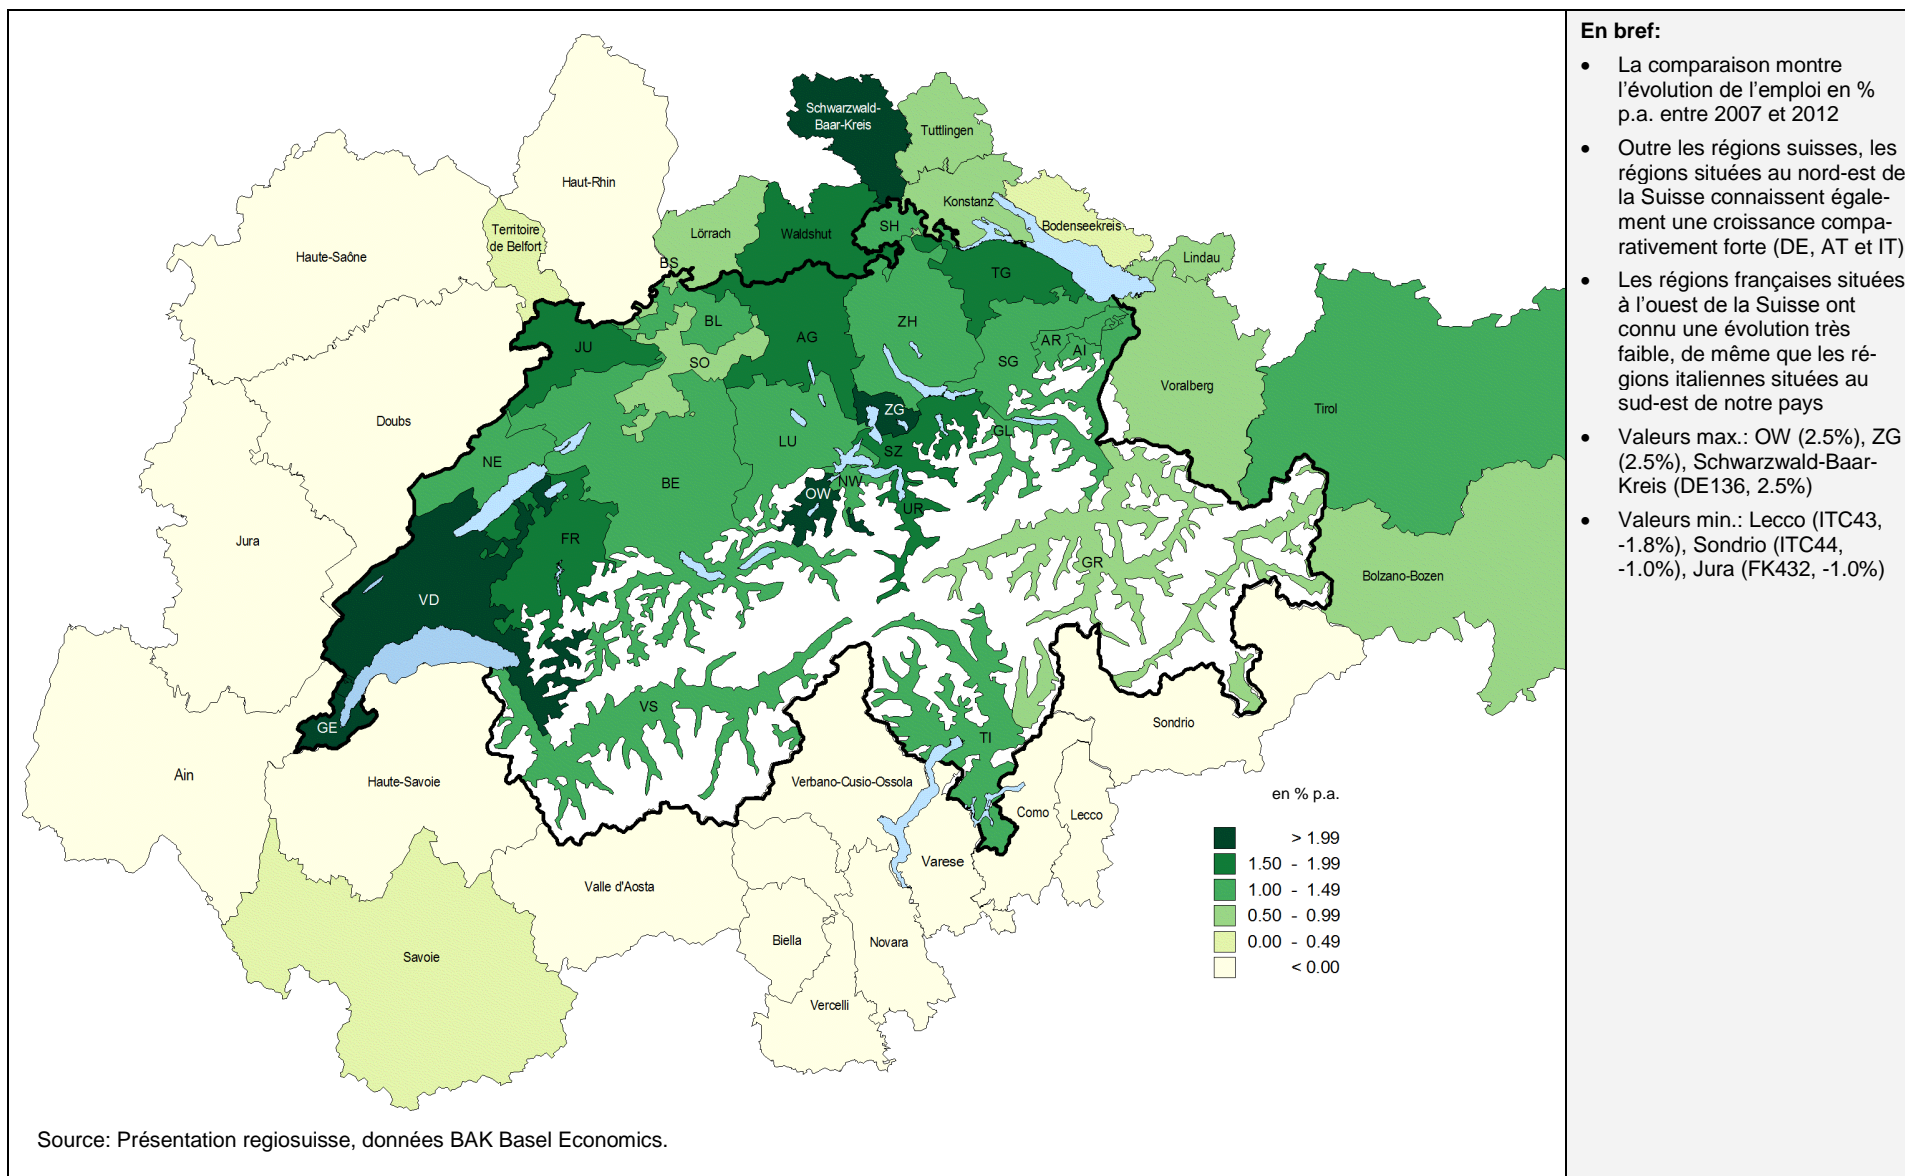 Schwarzwald-
Baar-Kreis
Tuttlingen
Haut-Rhin
Konstanz
Bodenseekreis
Territoire
de Belfort
Lörrach
Waldshut
SH
Haute-Saône
Lindau
BS
TG
BL
ZH
AG
JU
AR
AI
SO
SG
Voralberg
Tirol
Doubs
ZG
GL
LU
SZ
NE
BE
NW
OW
UR
FR
Jura
GR
Bolzano-Bozen
VD
VS
GE
TI
Sondrio
Ain
Haute-Savoie
Verbano-Cusio-Ossola
Como
Lecco
Varese
Valle d'Aosta
Biella
Novara
Savoie
Vercelli
en % p.a.
> 1.99
1.50 - 1.99
1.00 - 1.49
0.50 - 0.99
0.00 - 0.49
< 0.00
Source: Présentation regiosuisse, données BAK Basel Economics.
En bref:
• La comparaison montre
l'évolution de l'emploi en %
p.a. entre 2007 et 2012
• Outre les régions suisses, les
régions situées au nord-est de
la Suisse connaissent égale-
ment une croissance compa-
rativement forte (DE, AT et IT)
• Les régions françaises situées
à l'ouest de la Suisse ont
connu une évolution très
faible, de même que les ré-
gions italiennes situées au
sud-est de notre pays
• Valeurs max.: OW (2.5%), ZG
(2.5%), Schwarzwald-Baar-
Kreis (DE136, 2.5%)
• Valeurs min.: Lecco (ITC43,
-1.8%), Sondrio (ITC44,
-1.0%), Jura (FK432, -1.0%)